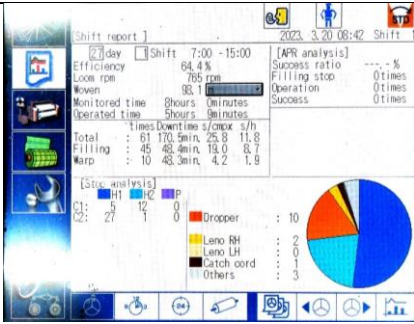 STD
[Shift report ] 2023. 3.20 08:42 Shift 1
27 day 1 Shift 7:00 - 15:00
Efficiency 64.4 %
Loom rpm 765 rpm
Woven 98.1 m
Monitored time 8hours 0minutes
Operated time 5hours 9minutes
times Downtime s/cmpx s/h
Total : 61 170.5min. 25.8 11.8
Filling : 45 48.4min. 19.0 8.7
Warp : 10 48.3min. 4.2 1.9
[APR analysis]
Success ratio ---.- %
Filling stop 0times
Operation 0times
Success 0times
[Stop analysis]
H1 H2 P
C1: 5 12 0
C2: 27 1 0
Dropper : 10
Leno RH : 2
Leno LH : 0
Catch cord : 1
Others : 3
24